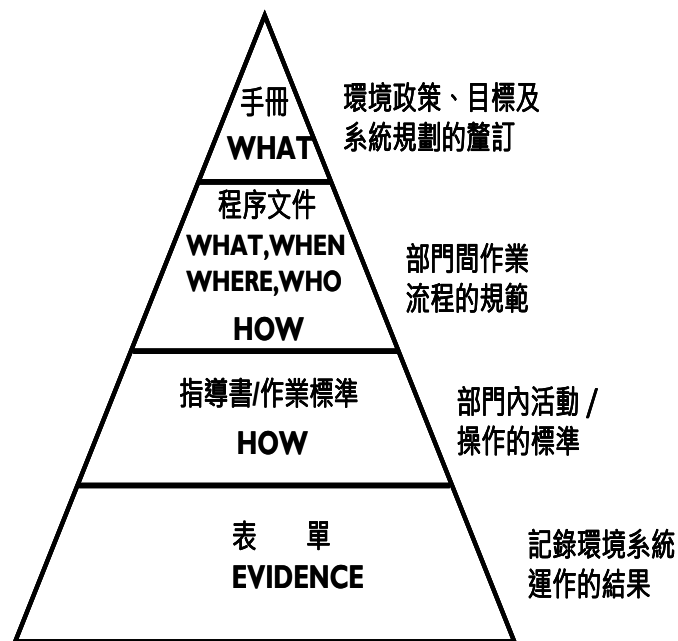 手冊
WHAT
環境政策、目標及
系統規劃的釐訂
程序文件
WHAT,WHEN
WHERE,WHO
HOW
部門間作業
流程的規範
指導書/作業標準
HOW
部門內活動 /
操作的標準
表 單
EVIDENCE
記錄環境系統
運作的結果